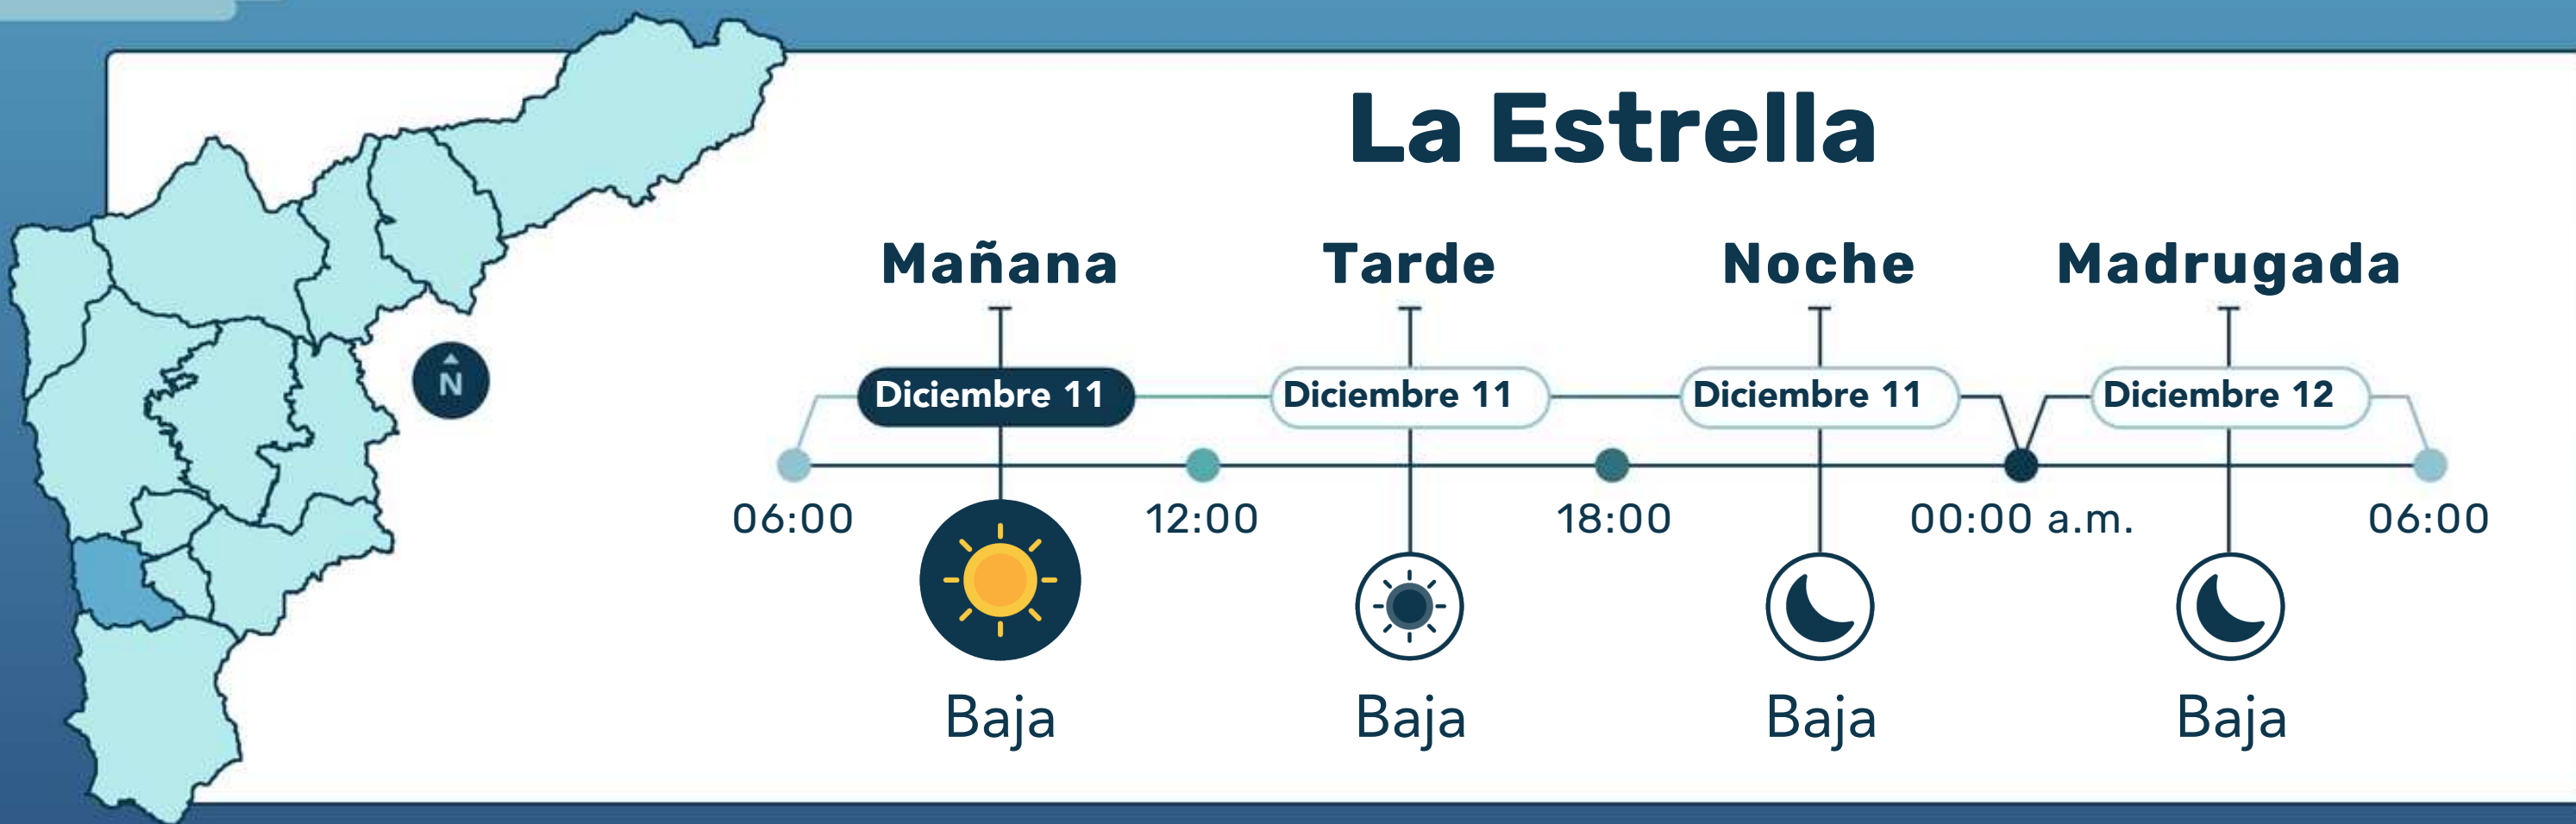 La Estrella
Mañana Tarde Noche Madrugada
Diciembre 11 Diciembre 11 Diciembre 11 Diciembre 12
N
06:00 12:00 18:00 00:00 a.m. 06:00
Baja Baja Baja Baja